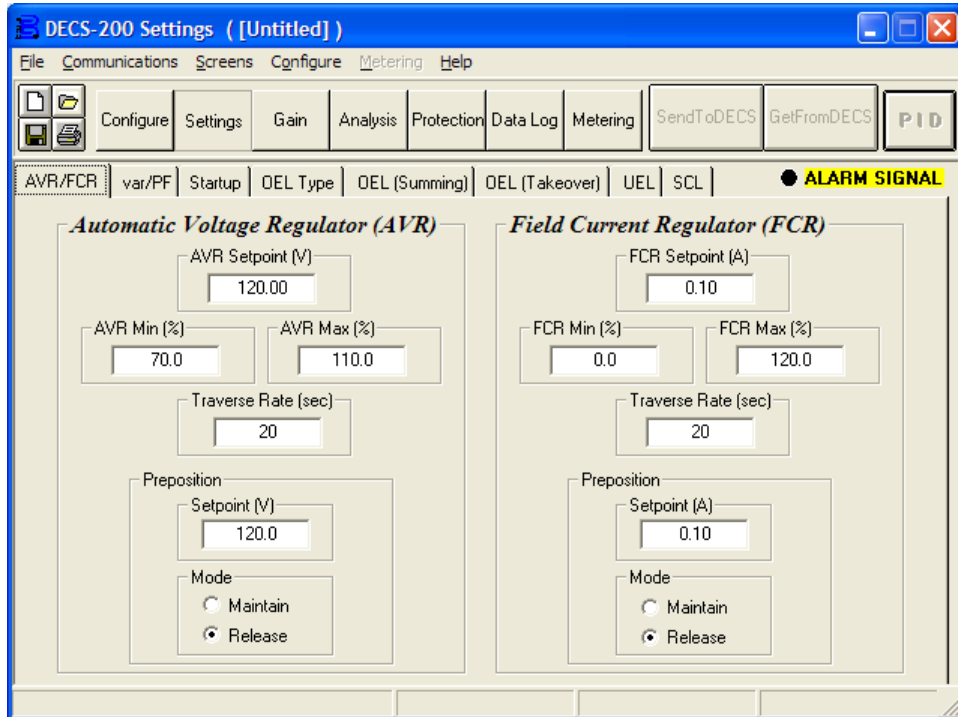 DECS-200 Settings ( [Untitled] )
File Communications Screens Configure Metering Help
Configure Settings Gain Analysis Protection Data Log Metering SendToDECS GetFromDECS PID
AVR/FCR var/PF Startup OEL Type OEL (Summing) OEL (Takeover) UEL SCL ALARM SIGNAL
Automatic Voltage Regulator (AVR)
AVR Setpoint (V)
120.00
AVR Min (%) AVR Max (%)
70.0 110.0
Traverse Rate (sec)
20
Preposition
Setpoint (V)
120.0
Mode
Maintain
Release
Field Current Regulator (FCR)
FCR Setpoint (A)
0.10
FCR Min (%) FCR Max (%)
0.0 120.0
Traverse Rate (sec)
20
Preposition
Setpoint (A)
0.10
Mode
Maintain
Release